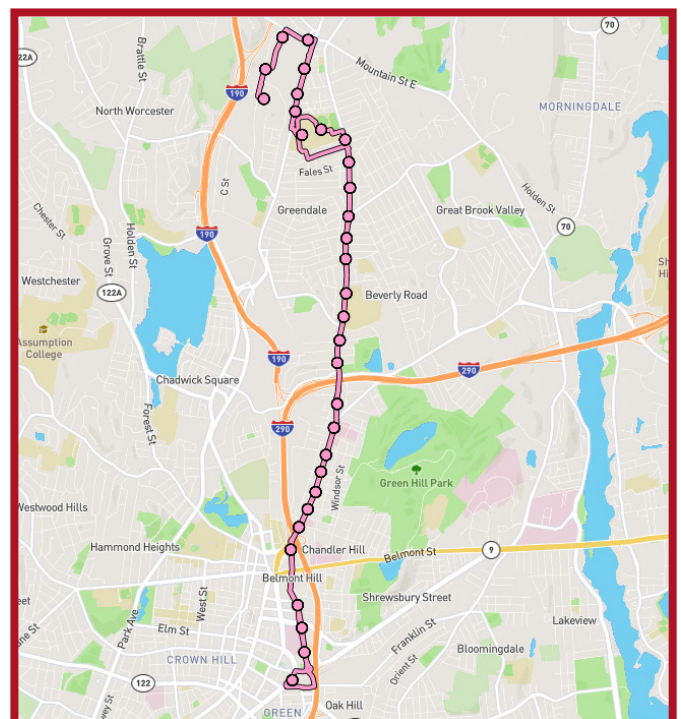 70
22A
Brattle St
Mountain St E
190
North Worcester
MORNINGDALE
Fales St
C St
Holden St
Chester St
Greendale
Great Brook Valley
70
190
Holden St
Grove St
Westchester
122A
Beverly Road
Assumption
College
190
290
Chadwick Square
Forest St
290
Windsor St
Green Hill Park
Westwood Hills
Hammond Heights
Chandler Hill
Belmont St
9
Belmont Hill
West St
Shrewsbury Street
Park Ave
Elm St
Franklin St
Lakeview
Bloomingdale
CROWN HILL
Orient St
122
Oak Hill
GREEN